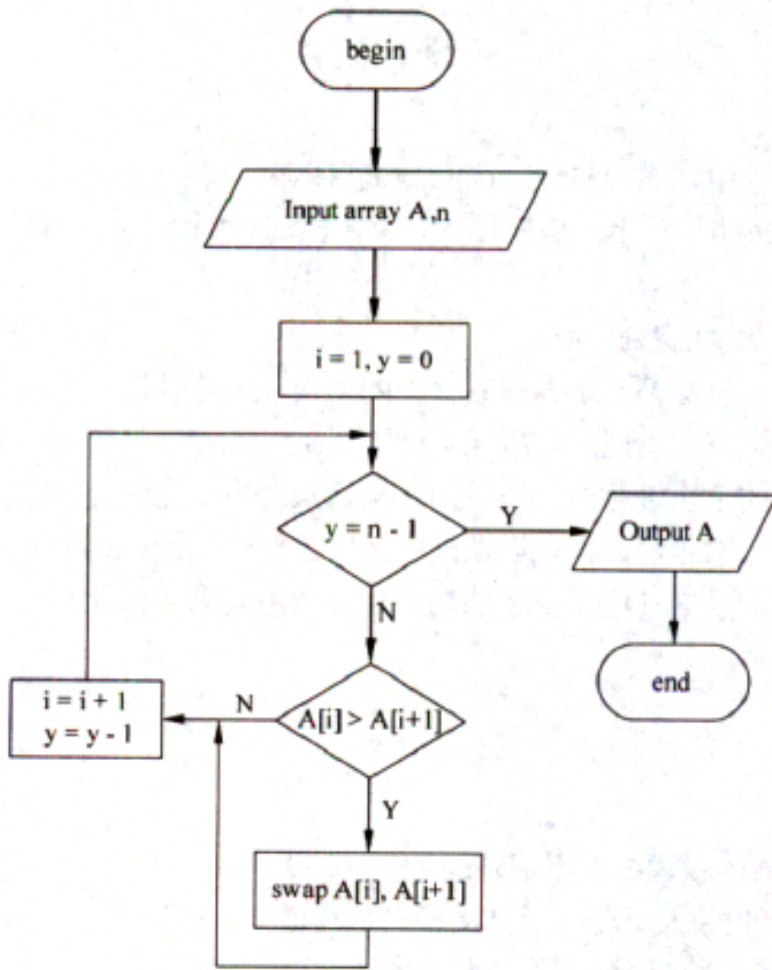 begin
Input array A,n
i = 1, y = 0
y = n - 1
Y
Output A
N
end
A[i] > A[i+1]
N
i = i + 1
y = y - 1
Y
swap A[i], A[i+1]